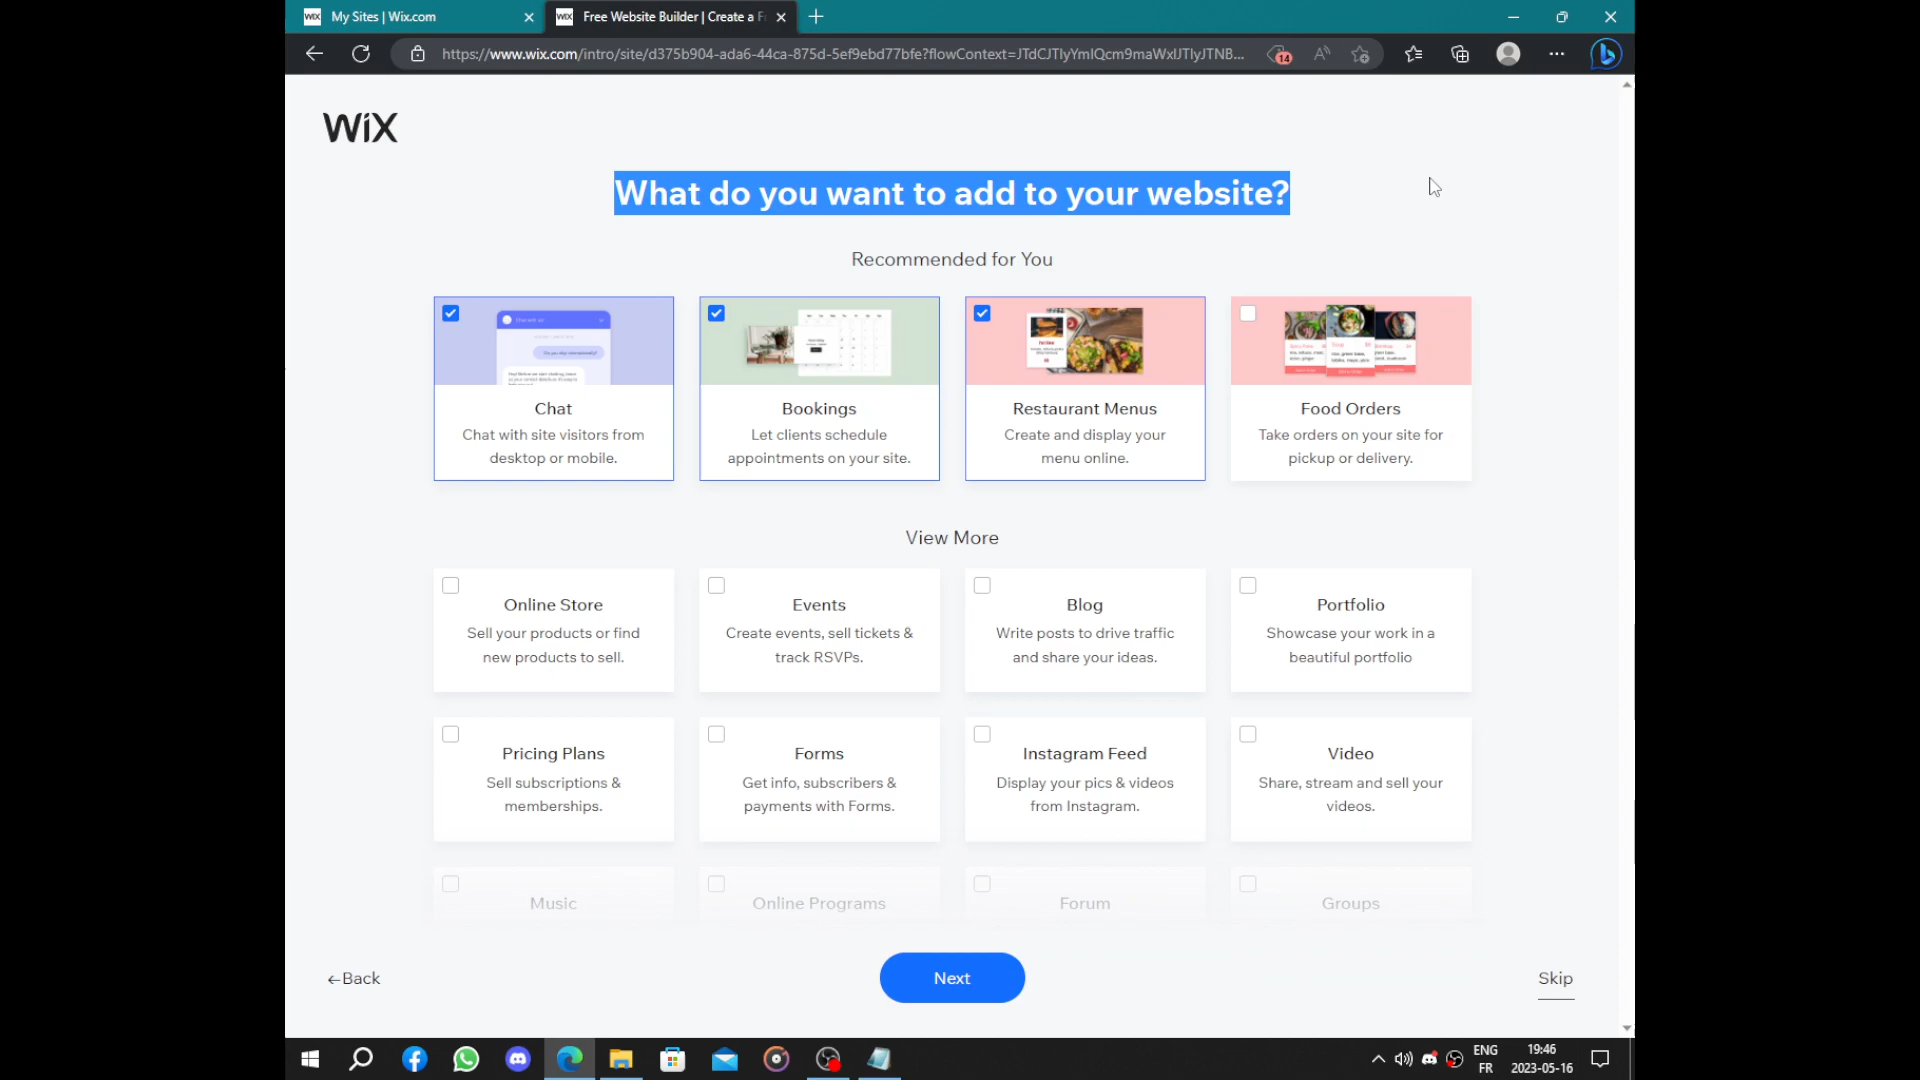 WiX My Sites | Wix.com
WiX Free Website Builder | Create a F
https://www.wix.com/intro/site/d375b904-ada6-44ca-875d-5ef9ebd77bfe?flowContext=JTdCJTIyYmlQcm9maWxlJTIyJTNB...
14
WiX
What do you want to add to your website?
Recommended for You
Chat
Chat with site visitors from
desktop or mobile.
Bookings
Let clients schedule
appointments on your site.
Restaurant Menus
Create and display your
menu online.
Food Orders
Take orders on your site for
pickup or delivery.
View More
Online Store
Sell your products or find
new products to sell.
Events
Create events, sell tickets &
track RSVPs.
Blog
Write posts to drive traffic
and share your ideas.
Portfolio
Showcase your work in a
beautiful portfolio
Pricing Plans
Sell subscriptions &
memberships.
Forms
Get info, subscribers &
payments with Forms.
Instagram Feed
Display your pics & videos
from Instagram.
Video
Share, stream and sell your
videos.
Music
Online Programs
Forum
Groups
←Back
Next
Skip
ENG
FR
19:46
2023-05-16